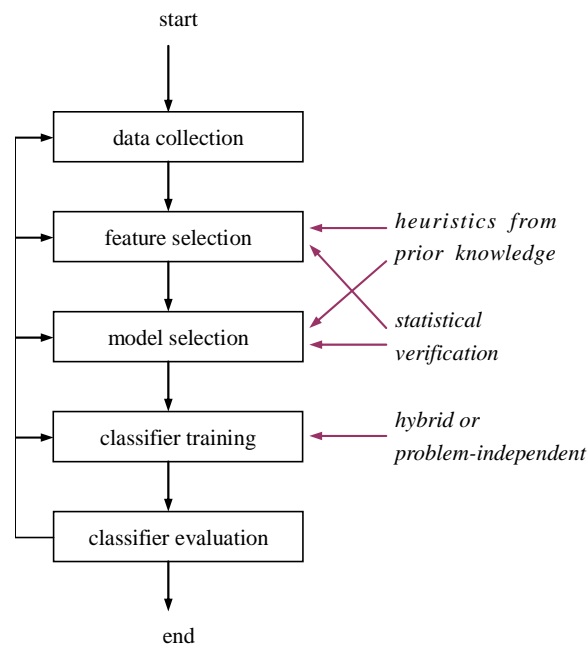 start
data collection
feature selection
heuristics from
prior knowledge
model selection
statistical
verification
classifier training
hybrid or
problem-independent
classifier evaluation
end